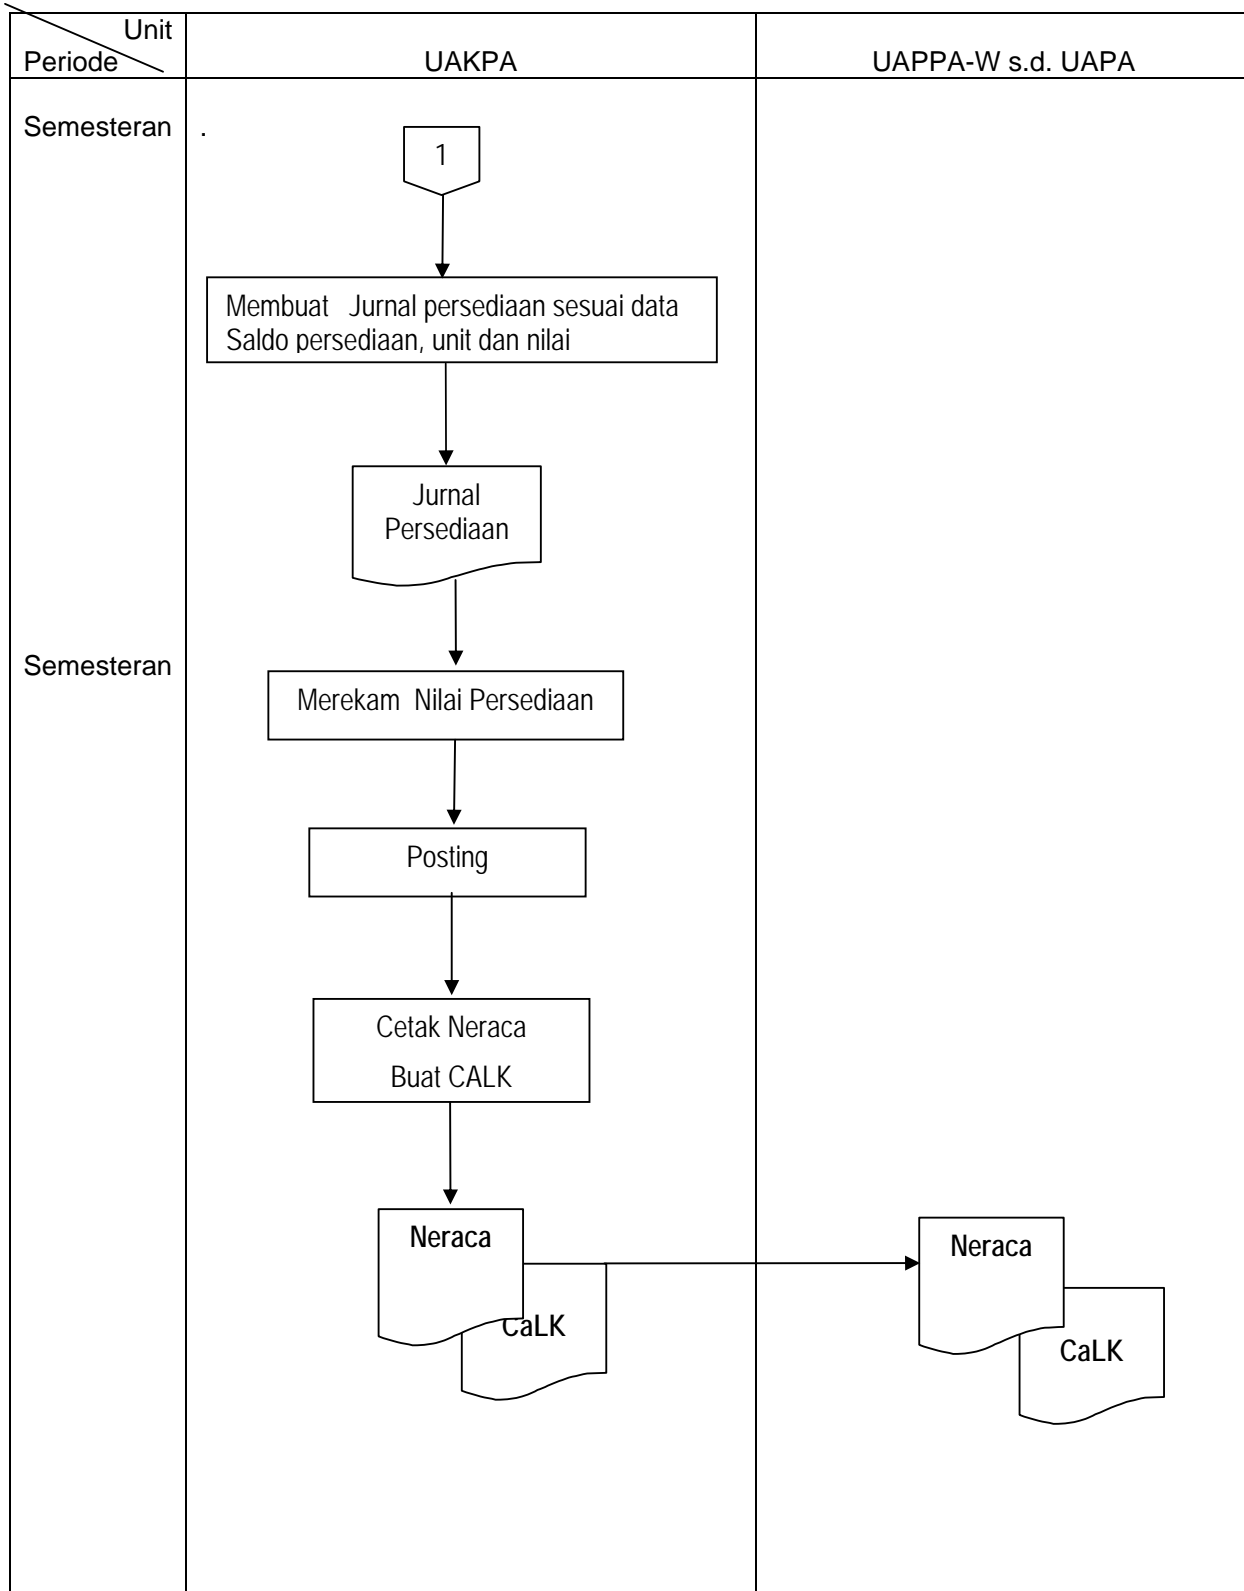 Unit
Periode
UAKPA
UAPPA-W s.d. UAPA
Semesteran
.
1
Membuat Jurnal persediaan sesuai data
Saldo persediaan, unit dan nilai
Jurnal
Persediaan
Semesteran
Merekam Nilai Persediaan
Posting
Cetak Neraca
Buat CALK
Neraca
CaLK
Neraca
CaLK